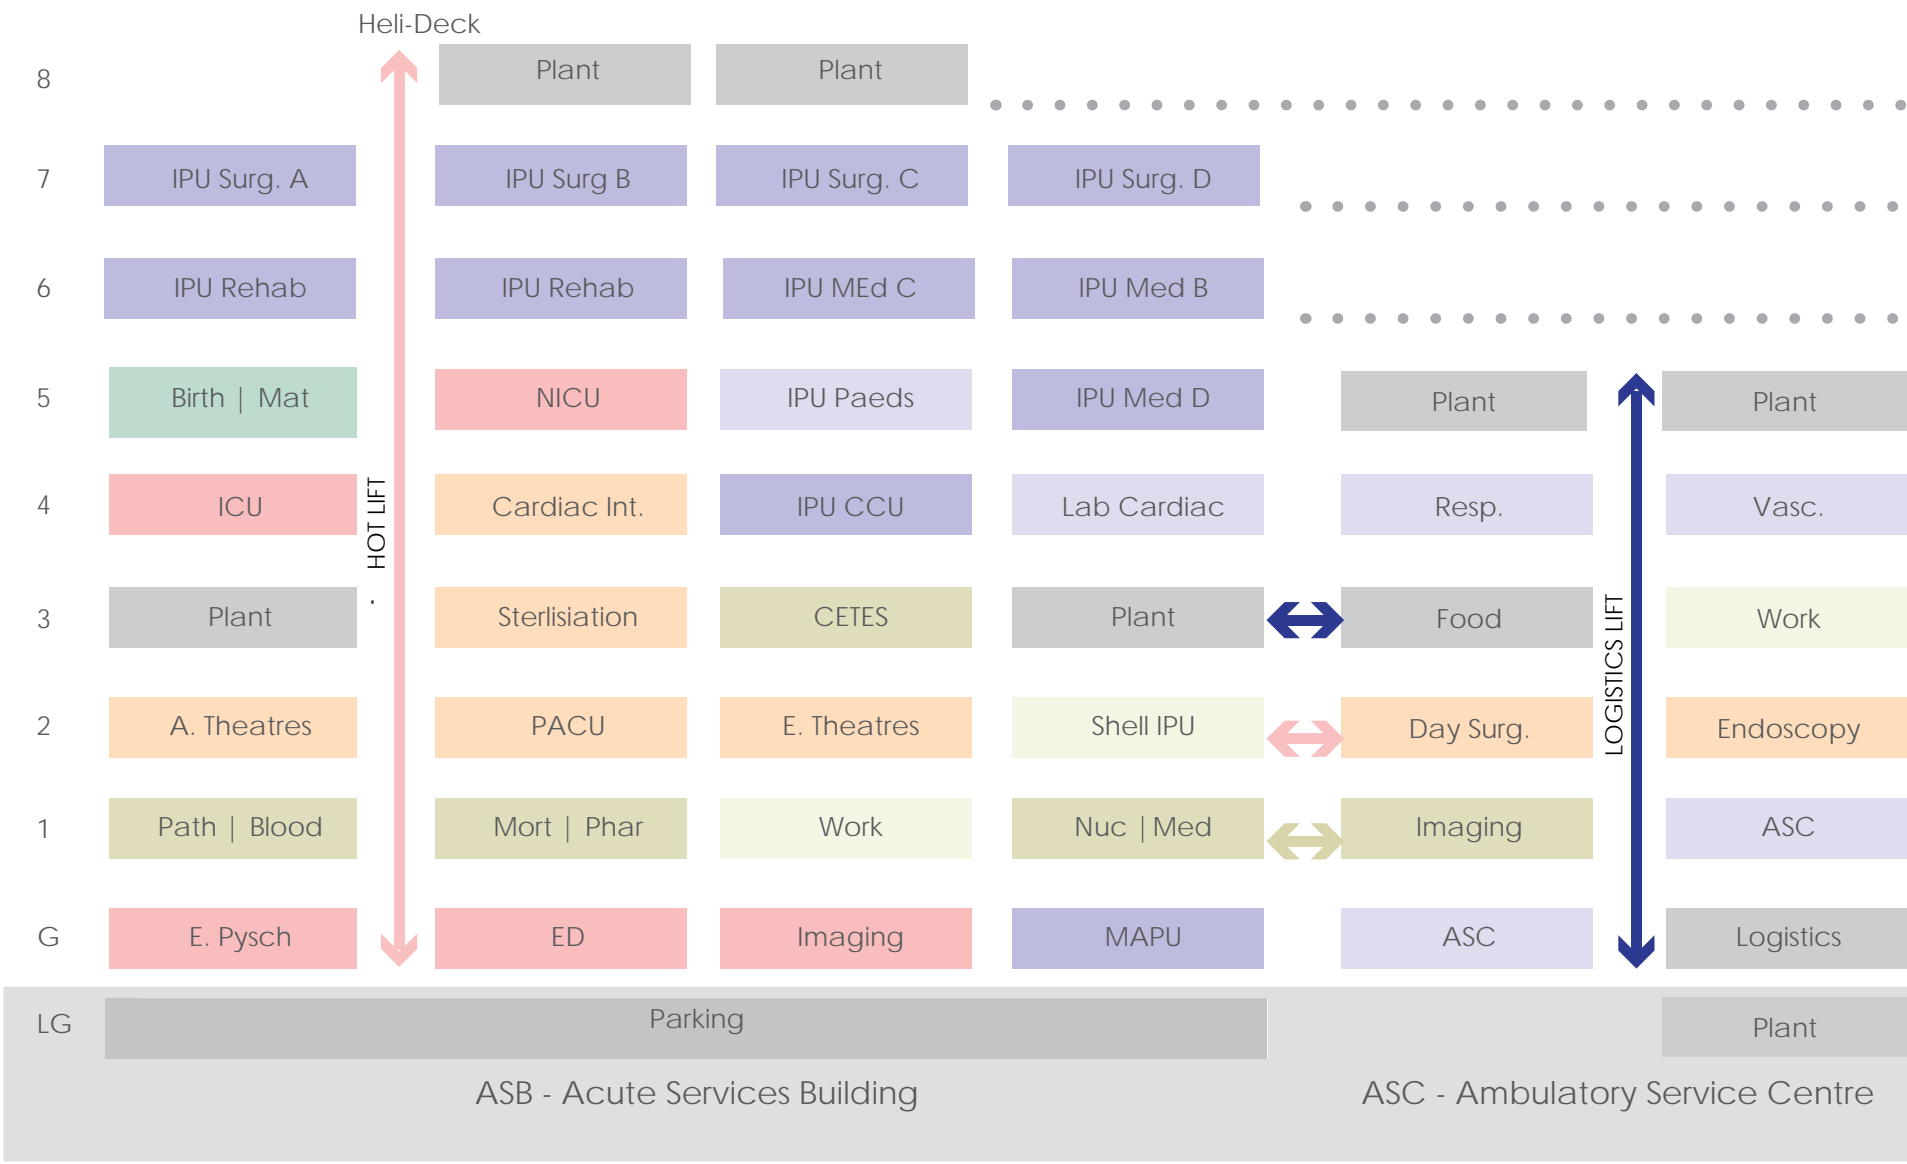 Heli-Deck
8
Plant
Plant
7
IPU Surg. A
IPU Surg B
IPU Surg. C
IPU Surg. D
6
IPU Rehab
IPU Rehab
IPU MEd C
IPU Med B
5
Birth | Mat
NICU
IPU Paeds
IPU Med D
Plant
Plant
4
ICU
HOT LIFT
Cardiac Int.
IPU CCU
Lab Cardiac
Resp.
Vasc.
3
Plant
Sterlisiation
CETES
Plant
Food
LOGISTICS LIFT
Work
2
A. Theatres
PACU
E. Theatres
Shell IPU
Day Surg.
Endoscopy
1
Path | Blood
Mort | Phar
Work
Nuc | Med
Imaging
ASC
G
E. Pysch
ED
Imaging
MAPU
ASC
Logistics
LG
Parking
Plant
ASB - Acute Services Building
ASC - Ambulatory Service Centre